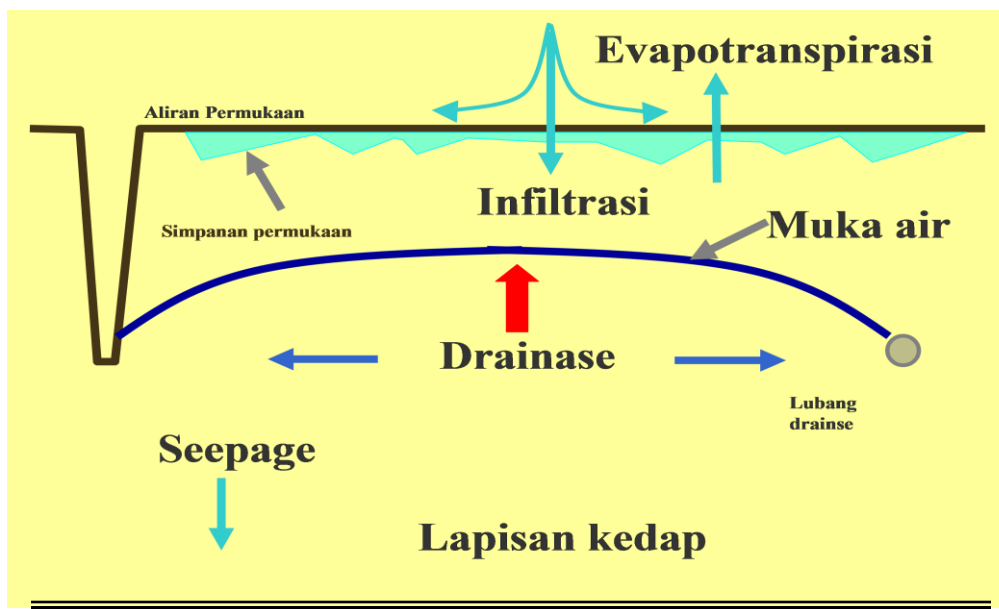 Evapotranspirasi
Aliran Permukaan
Infiltrasi
Simpanan permukaan
Muka air
Drainase
Lubang
drainse
Seepage
Lapisan kedap